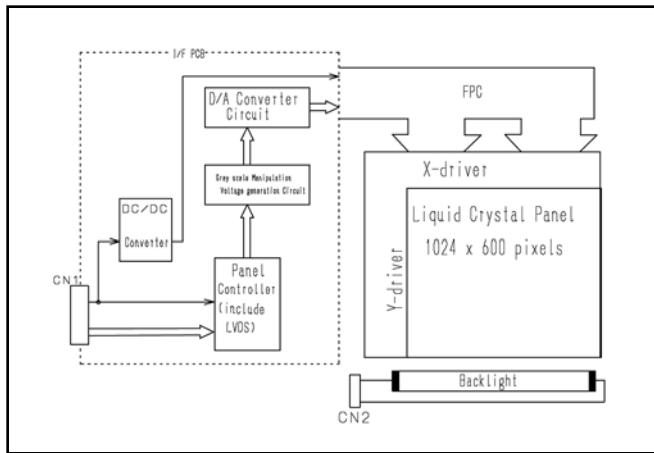 I/F PCB
D/A Converter
Circuit
FPC
Grey scale Manipulation
Voltage generation Circuit
X-driver
DC/DC
Converter
Liquid Crystal Panel
1024 x 600 pixels
Y-driver
CN1
Panel
Controller
(include
LVDS)
Backlight
CN2